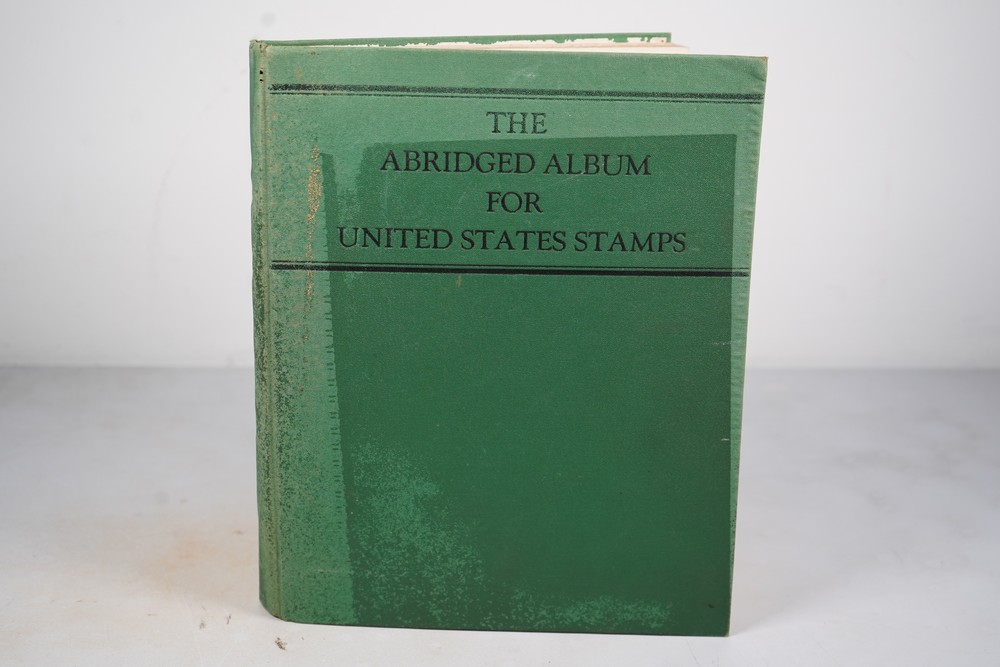 THE
ABRIDGED ALBUM
FOR
UNITED STATES STAMPS